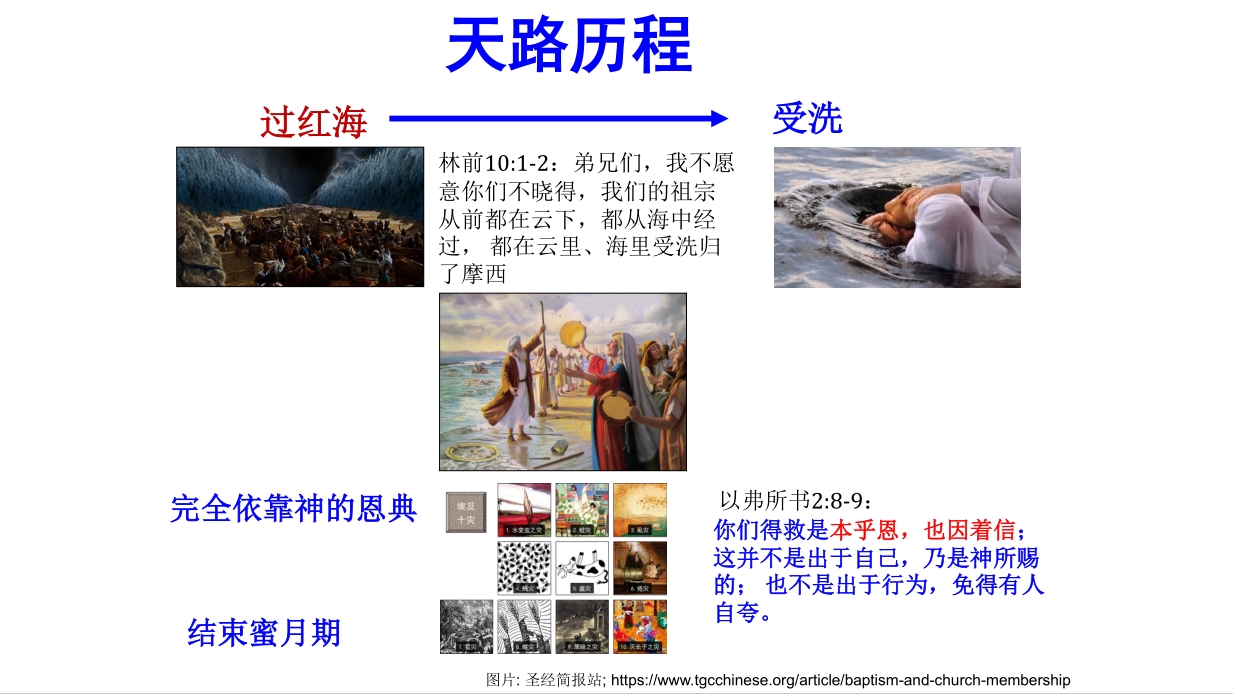 天路历程
过红海
受洗
林前10:1-2：弟兄们，我不愿
意你们不晓得，我们的祖宗
从前都在云下，都从海中经
过， 都在云里、海里受洗归
了摩西
完全依靠神的恩典
埃及
十灾
1. 水变血之灾
2. 蛙灾
3. 虱灾
4. 蝇灾
5. 瘟灾
6. 疮灾
7. 雹灾
8. 蝗灾
9. 黑暗之灾
10. 灾长子之灾
以弗所书2:8-9：
你们得救是本乎恩，也因着信；
这并不是出于自己，乃是神所赐
的； 也不是出于行为，免得有人
自夸。
结束蜜月期
图片: 圣经简报站; https://www.tgcchinese.org/article/baptism-and-church-membership